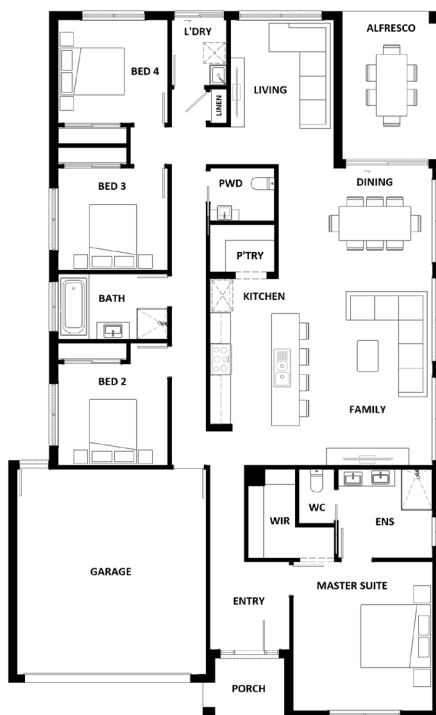 L'DRY
ALFRESCO
BED 4
LINEN
LIVING
BED 3
PWD
DINING
P'TRY
BATH
KITCHEN
BED 2
FAMILY
WIR
WC
ENS
GARAGE
MASTER SUITE
ENTRY
PORCH